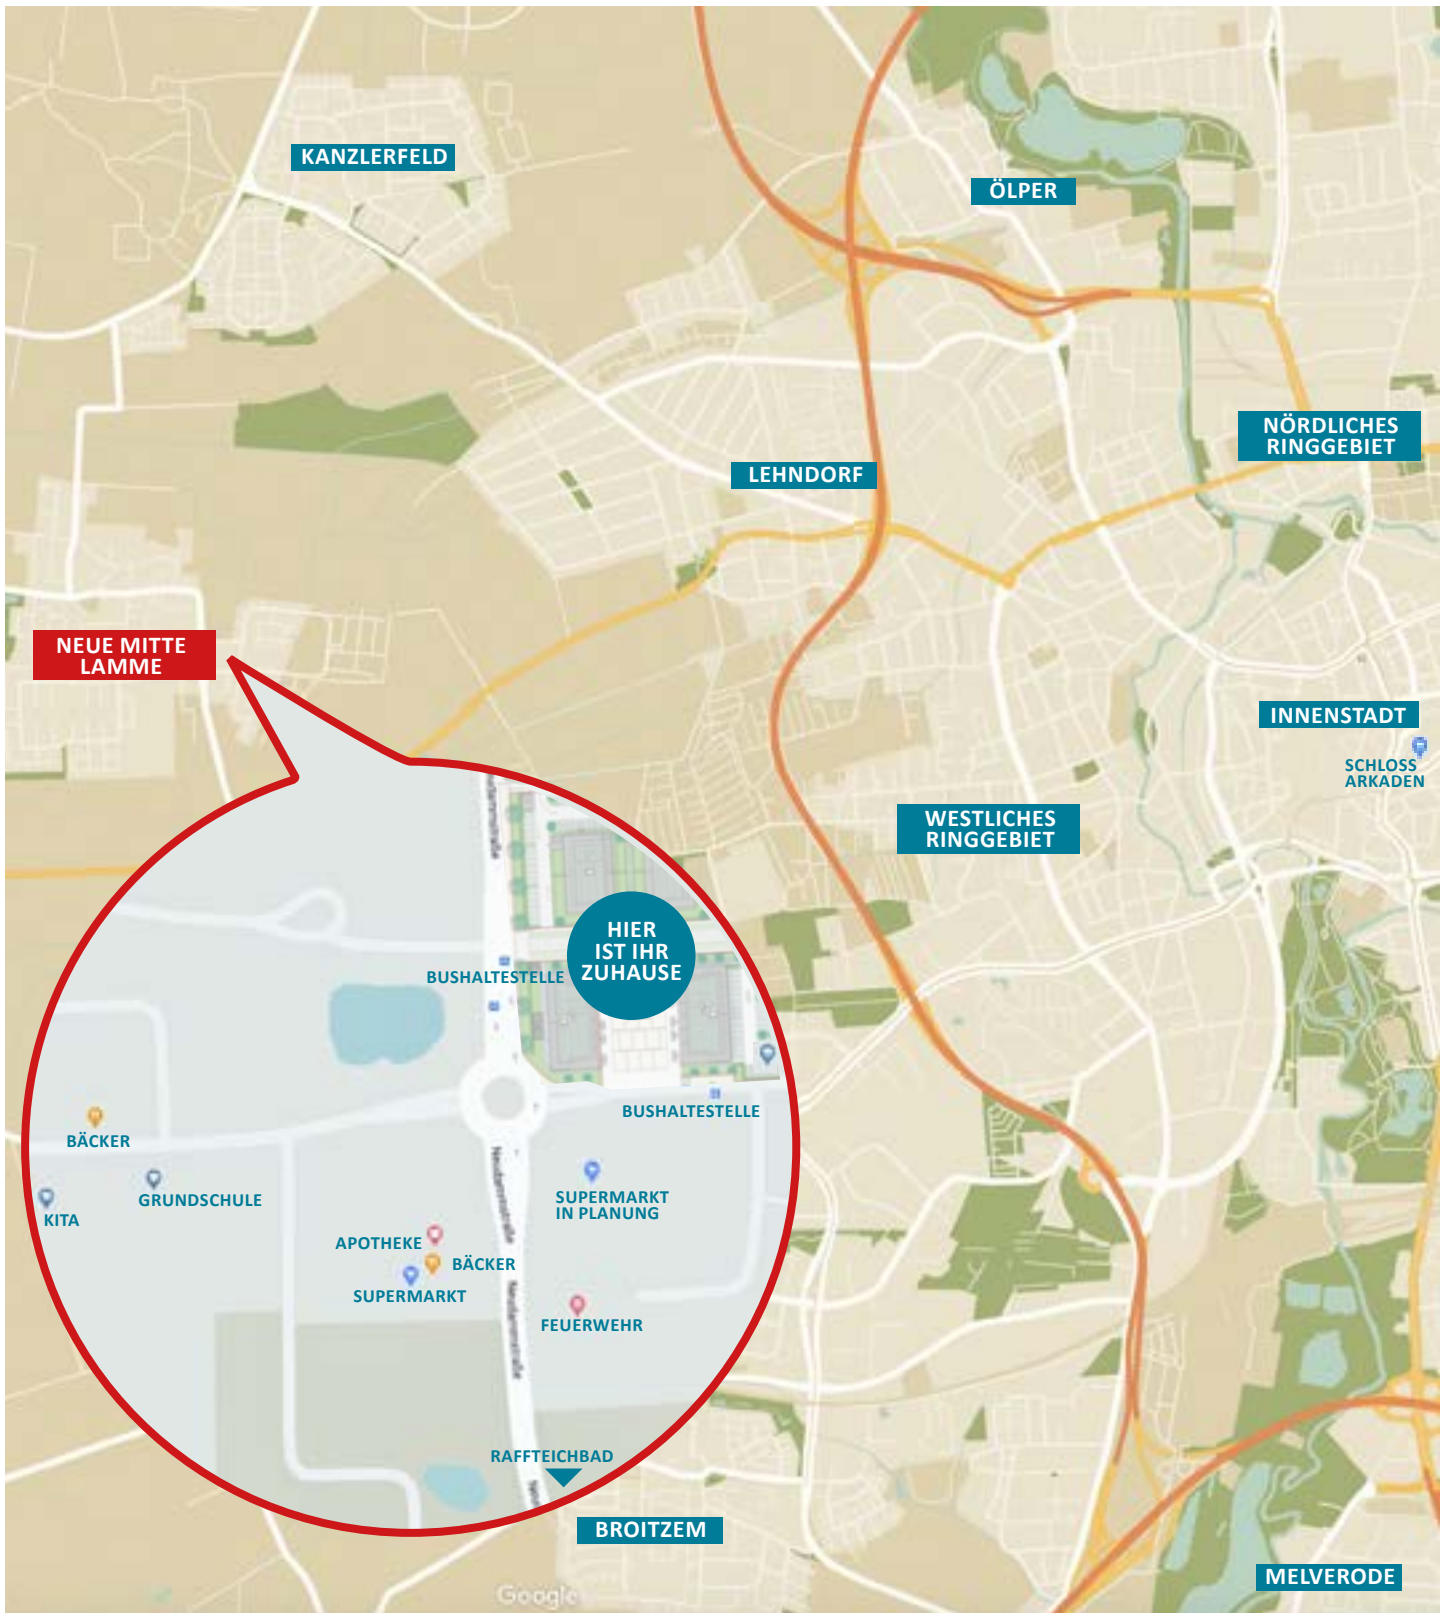 KANZLERFELD
ÖLPER
NÖRDLICHES
RINGGEBIET
LEHNDORF
NEUE MITTE
LAMME
INNENSTADT
SCHLOSS
ARKADEN
WESTLICHES
RINGGEBIET
HIER
IST IHR
ZUHAUSE
BUSHALTESTELLE
BUSHALTESTELLE
BÄCKER
GRUNDSCHULE
KITA
SUPERMARKT
IN PLANUNG
APOTHEKE
BÄCKER
SUPERMARKT
FEUERWEHR
RAFFTEICHBAD
BROITZEM
MELVERODE
Google